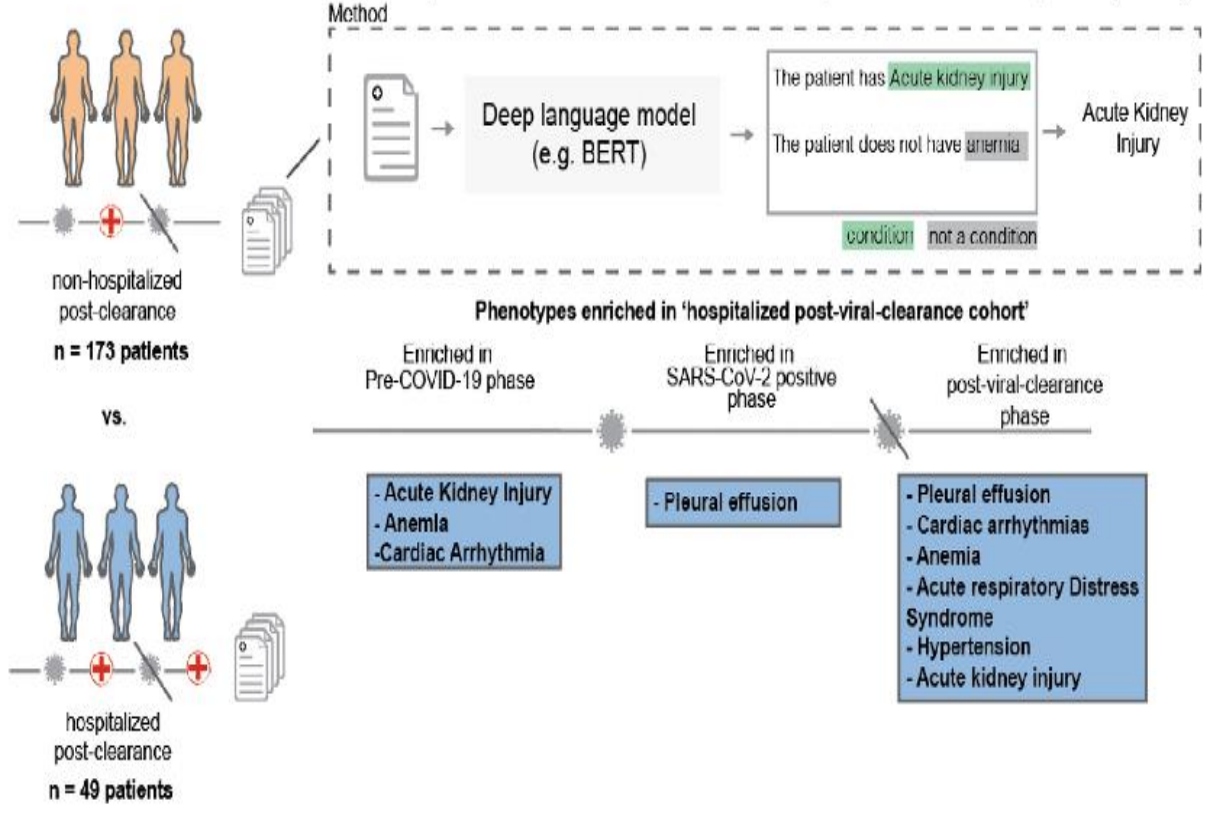 Method
The patient has Acute kidney injury
Deep language model
(e.g. BERT)
The patient does not have anemia
Acute Kidney
Injury
condition not a condition
non-hospitalized
post-clearance
n = 173 patients
vs.
hospitalized
post-clearance
n = 49 patients
Phenotypes enriched in ‘hospitalized post-viral-clearance cohort’
Enriched in
Pre-COVID-19 phase
Enriched in
SARS-CoV-2 positive
phase
Enriched in
post-viral-clearance
phase
- Acute Kidney Injury
- Anemia
-Cardiac Arrhythmia
- Pleural effusion
- Pleural effusion
- Cardiac arrhythmias
- Anemia
- Acute respiratory Distress
Syndrome
- Hypertension
- Acute kidney injury